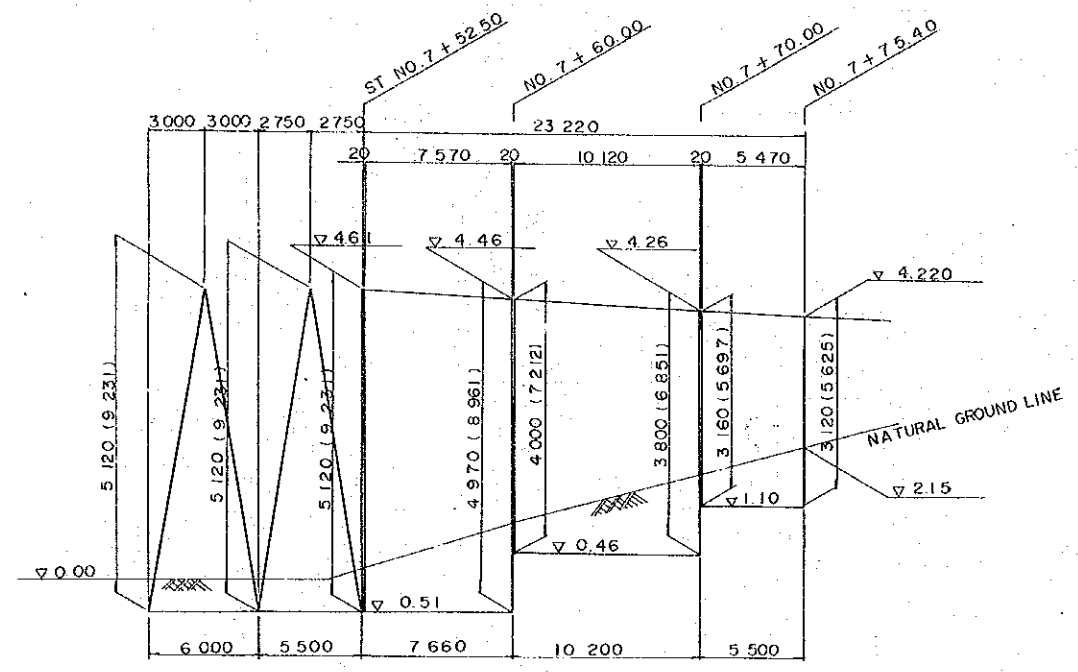 ST NO. 7 + 52.50
NO. 7 + 60.00
NO. 7 + 70.00
NO. 7 + 75.40
3 000 3 000 2 750 2750 23 220
20 7 570 20 10 120 20 5 470
▽ 4.61 ▽ 4.46 ▽ 4.26
▽ 4.220
5 120 (9 231)
5 120 (9 231)
5 120 (9 231)
4 970 (8 961)
4 000 (7 212)
3 800 (6 851)
3 160 (5 697)
3 120 (5 625)
NATURAL GROUND LINE
▽ 2.15
▽ 1.10
▽ 0.46
▽ 0.00
▽ 0.51
6 000 5 500 7 660 10 200 5 500